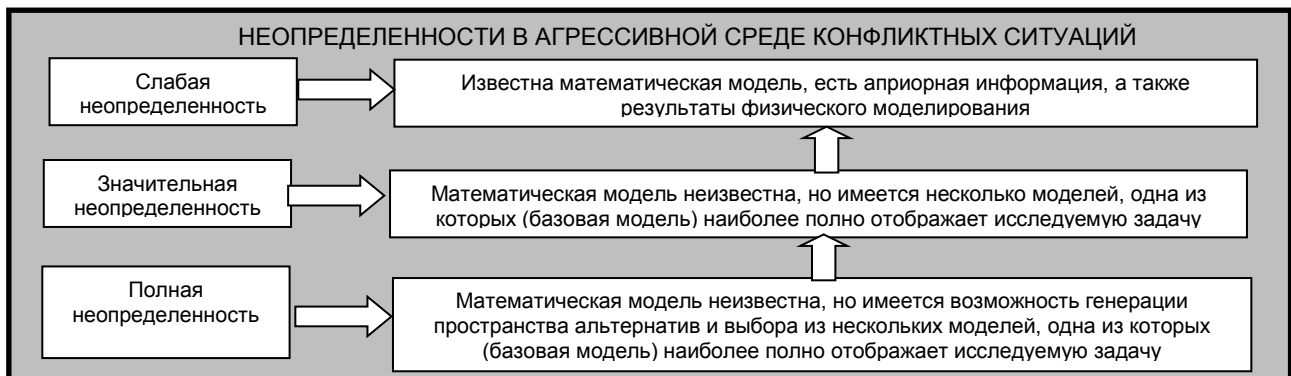 НЕОПРЕДЕЛЕННОСТИ В АГРЕССИВНОЙ СРЕДЕ КОНФЛИКТНЫХ СИТУАЦИЙ
Слабая
неопределенность
Известна математическая модель, есть априорная информация, а также
результаты физического моделирования
Значительная
неопределенность
Математическая модель неизвестна, но имеется несколько моделей, одна из
которых (базовая модель) наиболее полно отображает исследуемую задачу
Полная
неопределенность
Математическая модель неизвестна, но имеется возможность генерации
пространства альтернатив и выбора из нескольких моделей, одна из которых
(базовая модель) наиболее полно отображает исследуемую задачу